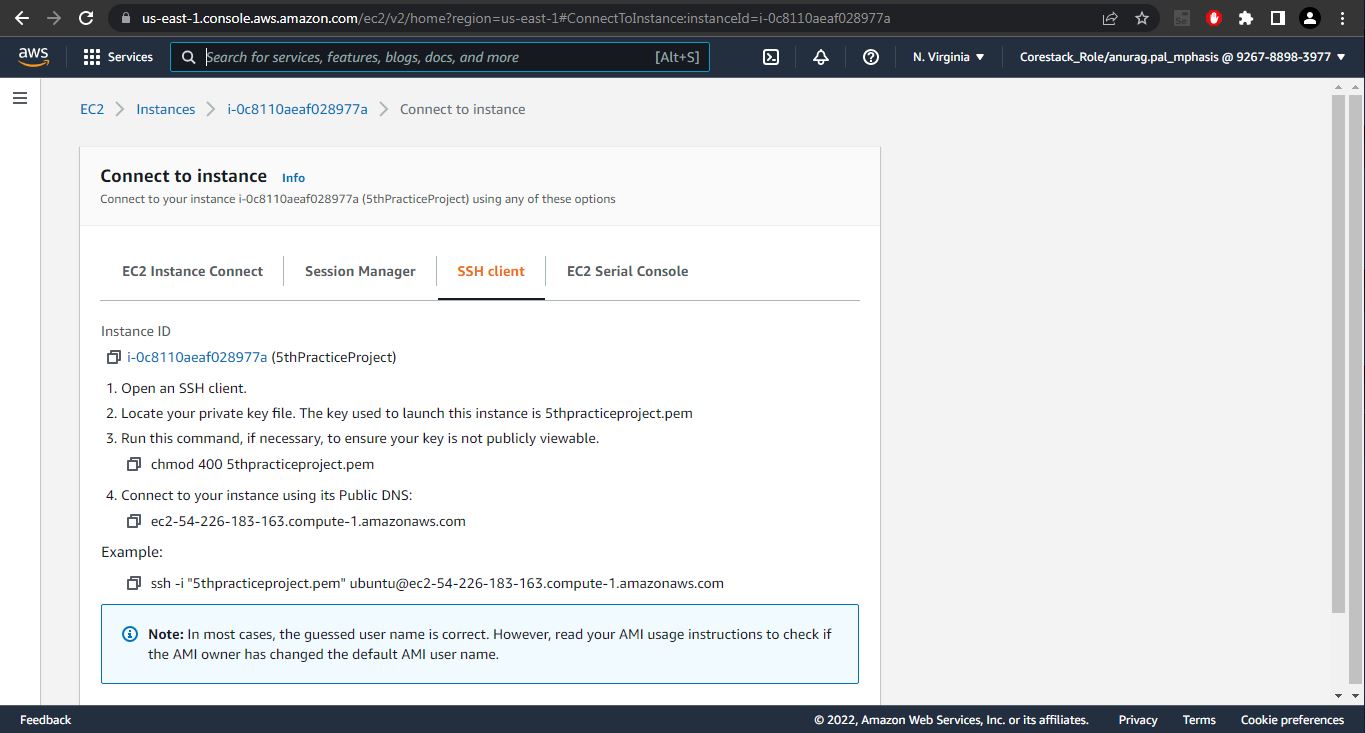 us-east-1.console.aws.amazon.com/ec2/v2/home?region=us-east-1#ConnectToInstance:instanceId=i-0c8110aeaf028977a
aws
Services
Search for services, features, blogs, docs, and more [Alt+S]
N. Virginia
Corestack_Role/anurag.pal_mphasis @ 9267-8898-3977
EC2 Instances i-0c8110aeaf028977a Connect to instance
Connect to instance Info
Connect to your instance i-0c8110aeaf028977a (5thPracticeProject) using any of these options
EC2 Instance Connect Session Manager SSH client EC2 Serial Console
Instance ID
i-0c8110aeaf028977a (5thPracticeProject)
1. Open an SSH client.
2. Locate your private key file. The key used to launch this instance is 5thpracticeproject.pem
3. Run this command, if necessary, to ensure your key is not publicly viewable.
chmod 400 5thpracticeproject.pem
4. Connect to your instance using its Public DNS:
ec2-54-226-183-163.compute-1.amazonaws.com
Example:
ssh -i "5thpracticeproject.pem" ubuntu@ec2-54-226-183-163.compute-1.amazonaws.com
Note: In most cases, the guessed user name is correct. However, read your AMI usage instructions to check if
the AMI owner has changed the default AMI user name.
Feedback © 2022, Amazon Web Services, Inc. or its affiliates. Privacy Terms Cookie preferences